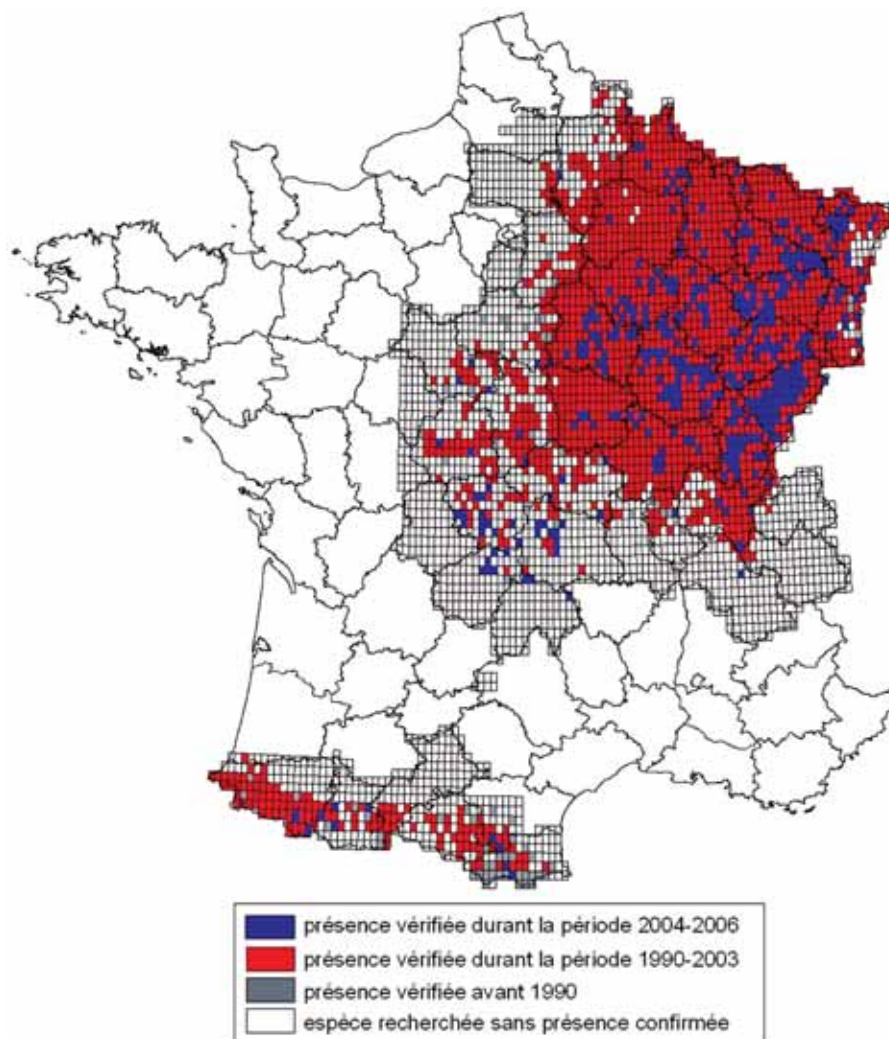 présence vérifiée durant la période 2004-2006
présence vérifiée durant la période 1990-2003
présence vérifiée avant 1990
espèce recherchée sans présence confirmée